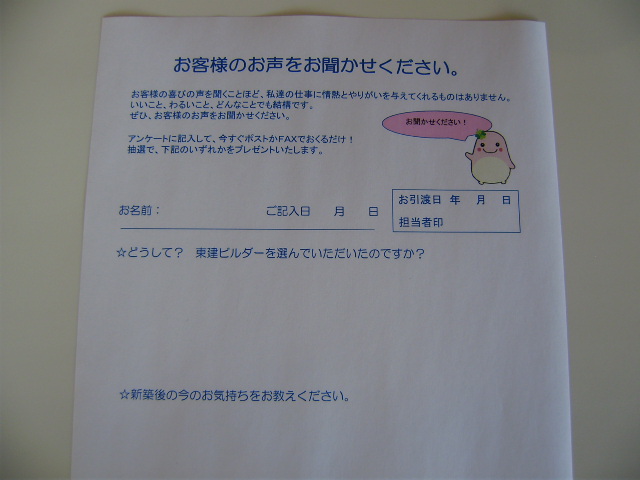 お客様のお声をお聞かせください。
お客様の喜びの声を聞くことほど、私達の仕事に情熱とやりがいを与えてくれるものはありません。
いいこと、わるいこと、どんなことでも結構です。
ぜひ、お客様のお声をお聞かせください。
お聞かせください！
アンケートに記入して、今すぐポストかFAXでおくるだけ！
抽選で、下記のいずれかをプレゼントいたします。
お名前： ご記入日 月 日
お引渡日 年 月 日
担当者印
☆どうして？ 東建ビルダーを選んでいただいたのですか？
☆新築後の今のお気持ちをお教えください。